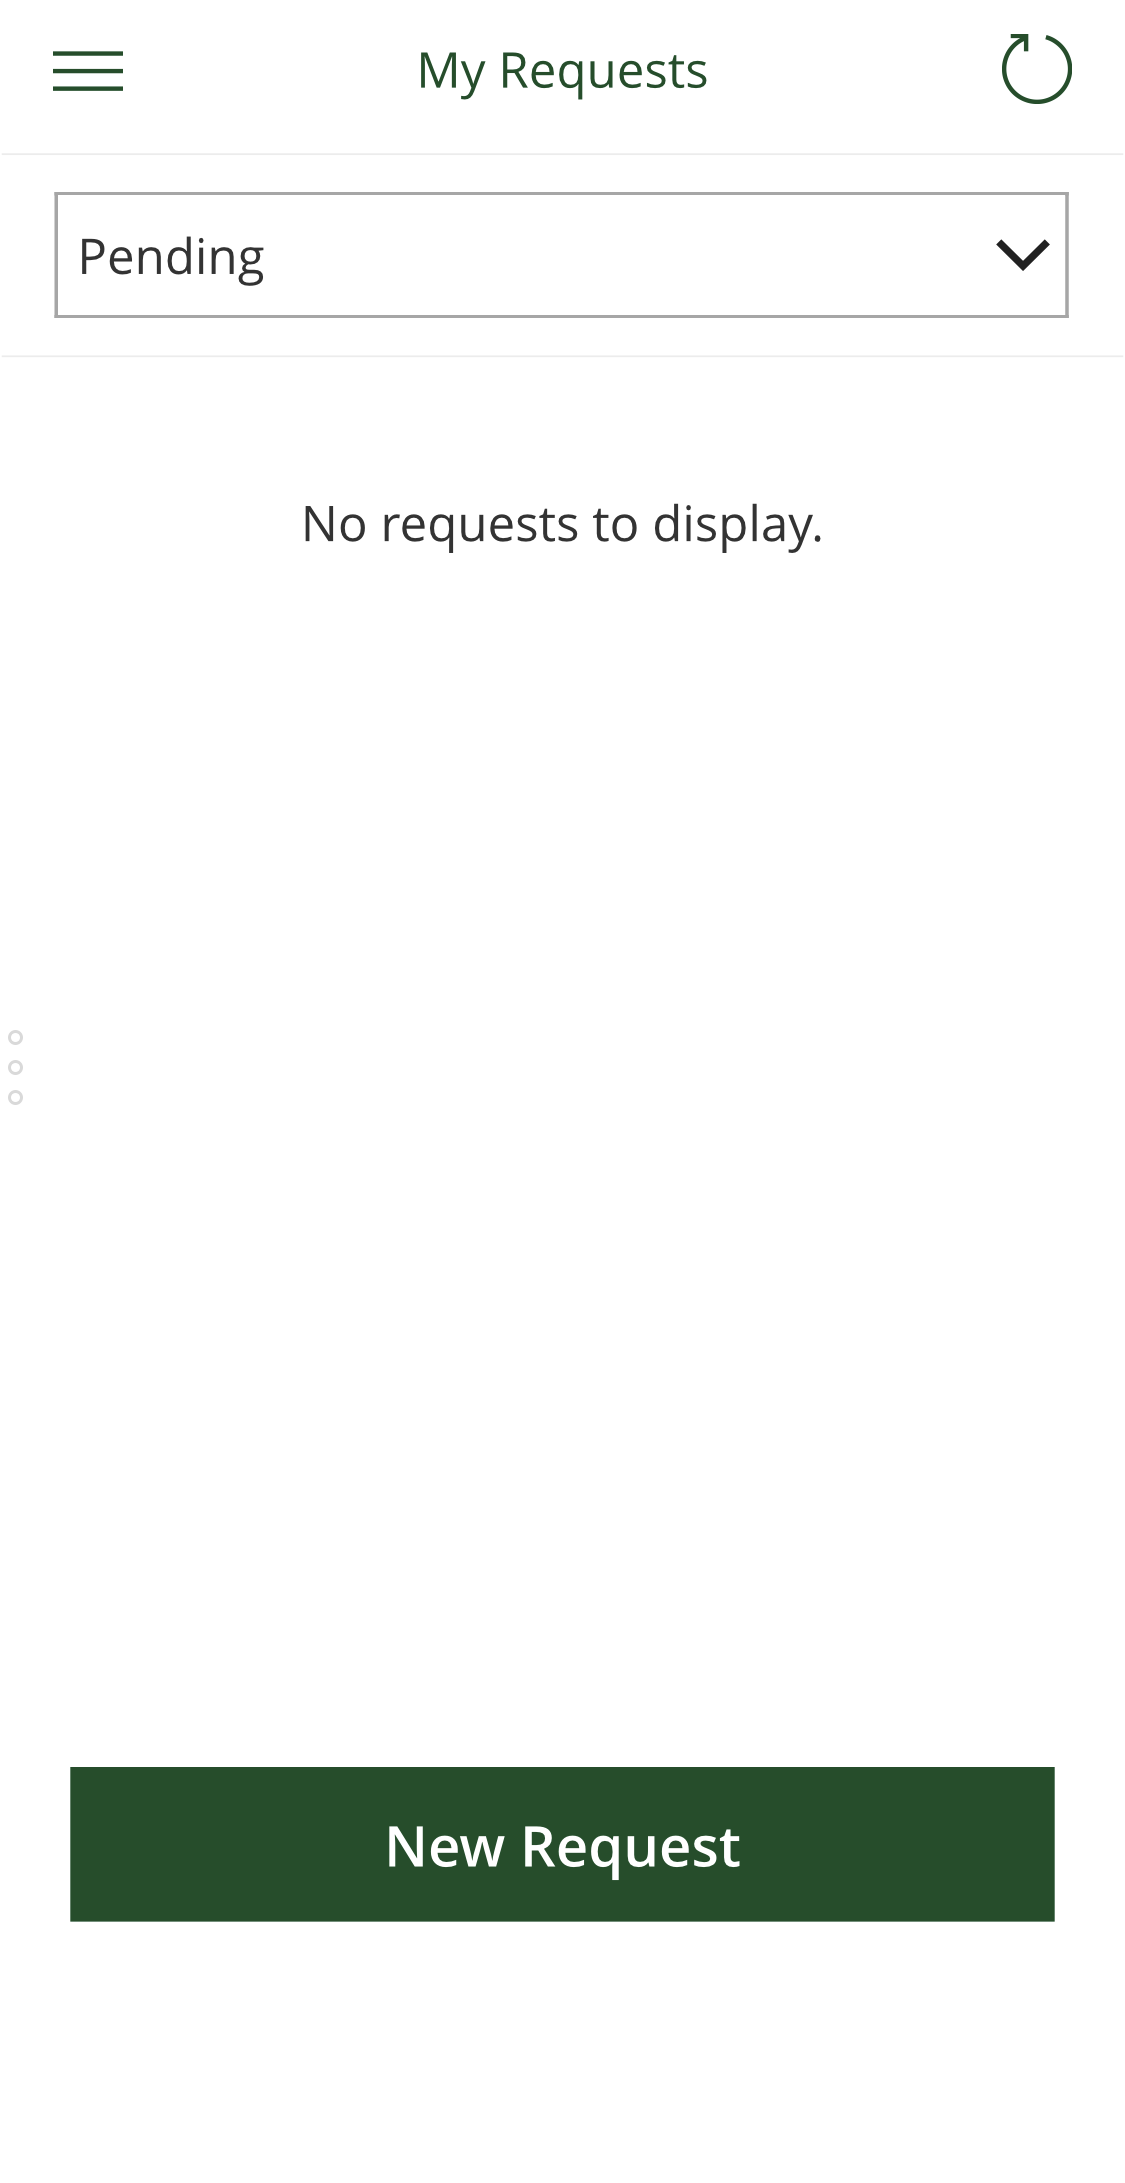 My Requests
Pending
No requests to display.
New Request